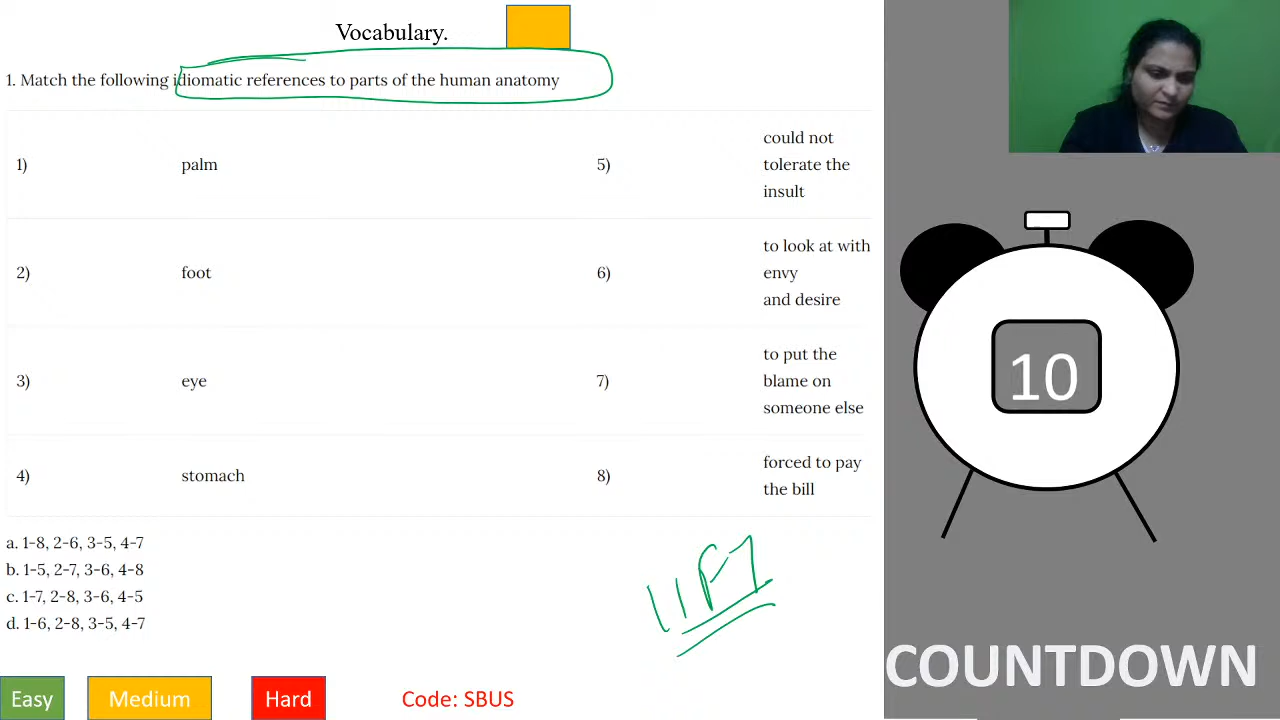 Vocabulary.
1. Match the following idiomatic references to parts of the human anatomy
1) palm 5) could not
tolerate the
insult
2) foot 6) to look at with
envy
and desire
3) eye 7) to put the
blame on
someone else
4) stomach 8) forced to pay
the bill
a. 1-8, 2-6, 3-5, 4-7
b. 1-5, 2-7, 3-6, 4-8
c. 1-7, 2-8, 3-6, 4-5
d. 1-6, 2-8, 3-5, 4-7
IIFT
Easy Medium Hard Code: SBUS
10
COUNTDOWN